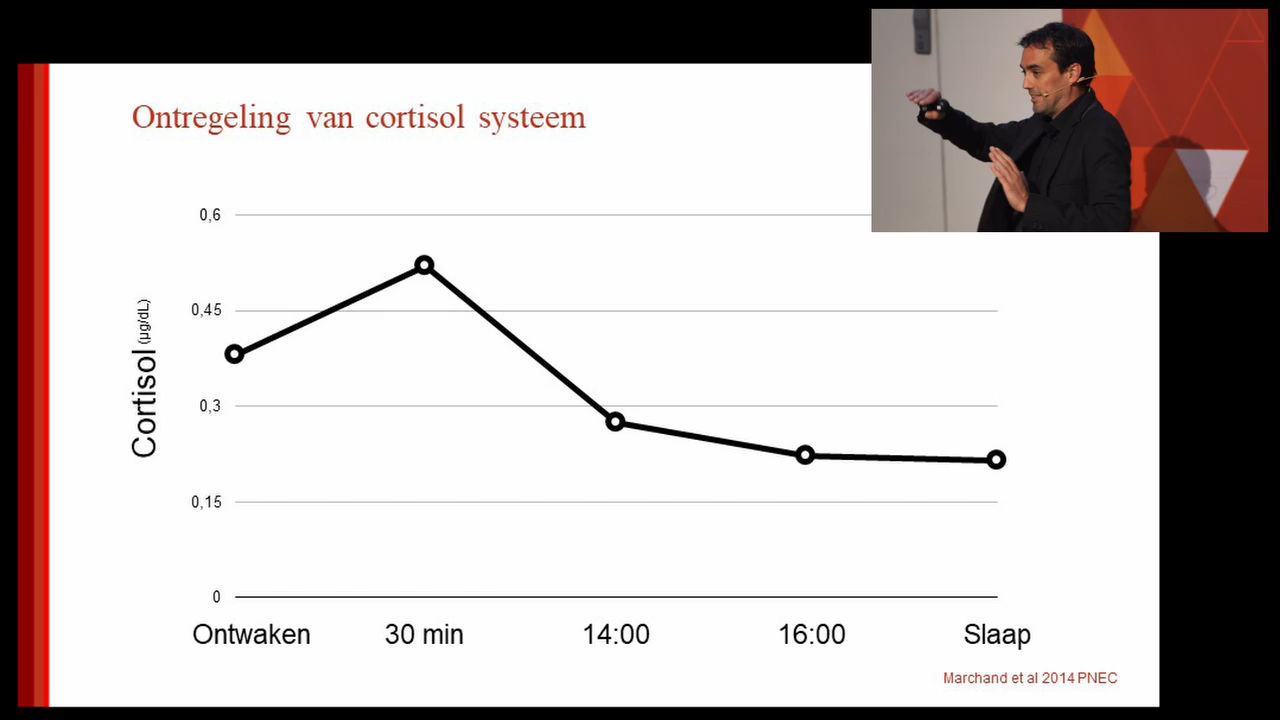 Ontregeling van cortisol systeem
0,6
0,45
0,3
0,15
0
Cortisol (µg/dL)
Ontwaken 30 min 14:00 16:00 Slaap
Marchand et al 2014 PNEC